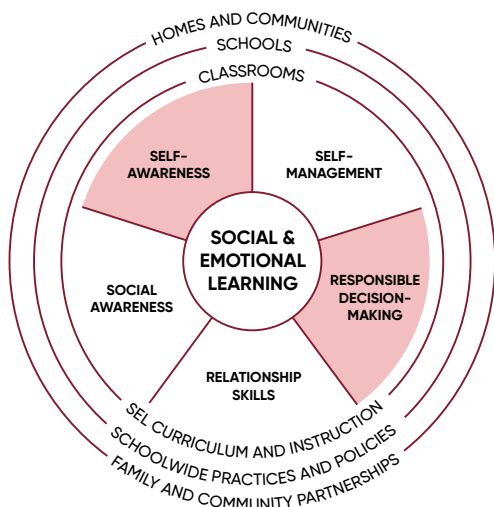 HOMES AND COMMUNITIES
SCHOOLS
CLASSROOMS
SELF-
AWARENESS
SELF-
MANAGEMENT
SOCIAL &
EMOTIONAL
LEARNING
SOCIAL
AWARENESS
RESPONSIBLE
DECISION-
MAKING
RELATIONSHIP
SKILLS
SEL CURRICULUM AND INSTRUCTION
SCHOOLWIDE PRACTICES AND POLICIES
FAMILY AND COMMUNITY PARTNERSHIPS